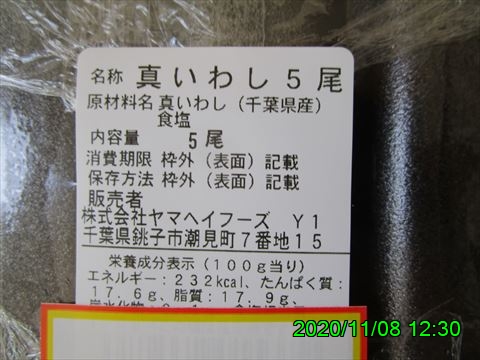 名称 真いわし5尾
原材料名 真いわし（千葉県産）
食塩
内容量 5尾
消費期限 枠外（表面）記載
保存方法 枠外（表面）記載
販売者
株式会社ヤマヘイフーズ Y1
千葉県銚子市潮見町7番地15
栄養成分表示（100g当り）
エネルギー：232kcal、たんぱく質：
17.6g、脂質：17.9g、
2020/11/08 12:30